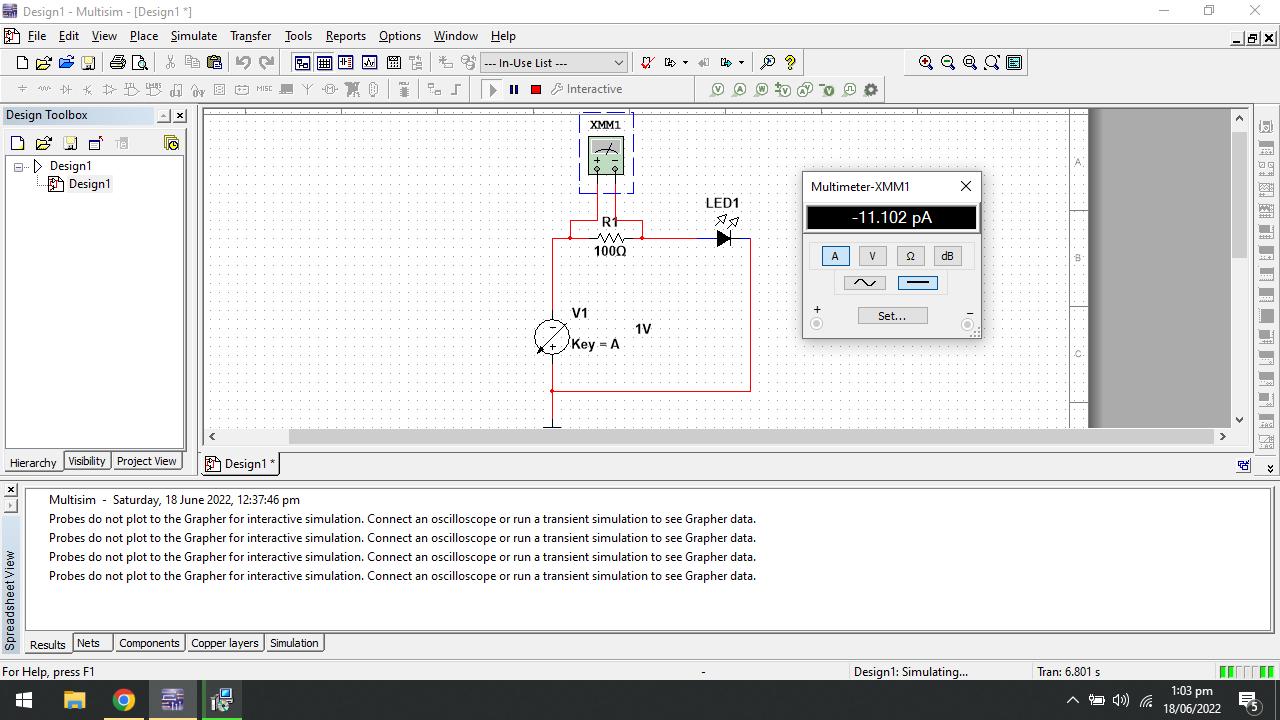 Design1 - Multisim - [Design1 *]
File Edit View Place Simulate Transfer Tools Reports Options Window Help
--- In-Use List ---
MISC
Interactive
V A W V A V
Design Toolbox
Design1
Design1
Hierarchy Visibility Project View
XMM1
R1
100Ω
LED1
V1
1V
Key = A
A
B
C
Multimeter-XMM1
-11.102 pA
A V Ω dB
Set...
Design1 *
Multisim - Saturday, 18 June 2022, 12:37:46 pm
Probes do not plot to the Grapher for interactive simulation. Connect an oscilloscope or run a transient simulation to see Grapher data.
Probes do not plot to the Grapher for interactive simulation. Connect an oscilloscope or run a transient simulation to see Grapher data.
Probes do not plot to the Grapher for interactive simulation. Connect an oscilloscope or run a transient simulation to see Grapher data.
Probes do not plot to the Grapher for interactive simulation. Connect an oscilloscope or run a transient simulation to see Grapher data.
Spreadsheet View
Results Nets Components Copper layers Simulation
For Help, press F1 - Design1: Simulating... Tran: 6.801 s
1:03 pm
18/06/2022
5